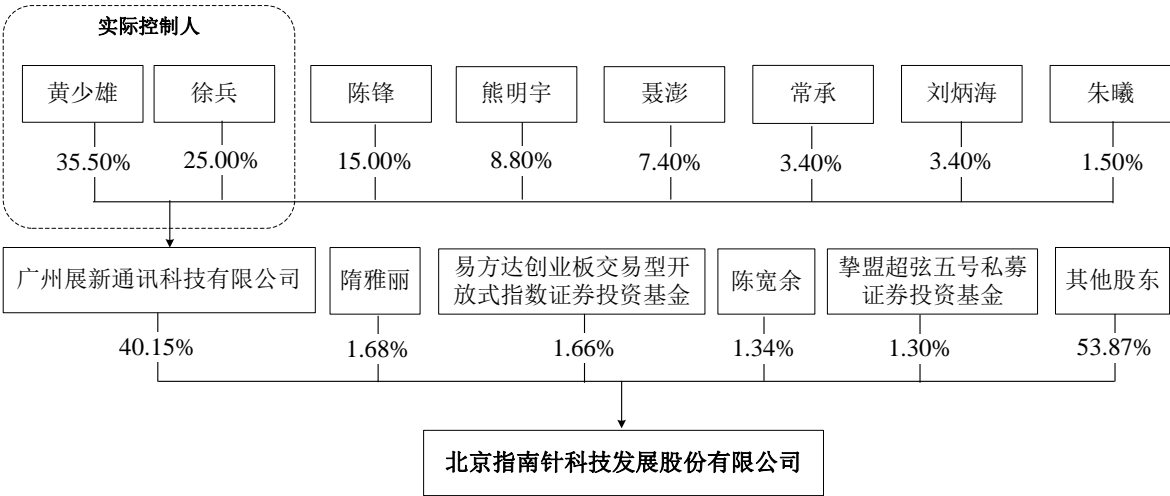 实际控制人
黄少雄
徐兵
陈锋
熊明宇
聂澎
常承
刘炳海
朱曦
35.50%
25.00%
15.00%
8.80%
7.40%
3.40%
3.40%
1.50%
广州展新通讯科技有限公司
隋雅丽
易方达创业板交易型开
放式指数证券投资基金
陈宽余
挚盟超弦五号私募
证券投资基金
其他股东
40.15%
1.68%
1.66%
1.34%
1.30%
53.87%
北京指南针科技发展股份有限公司